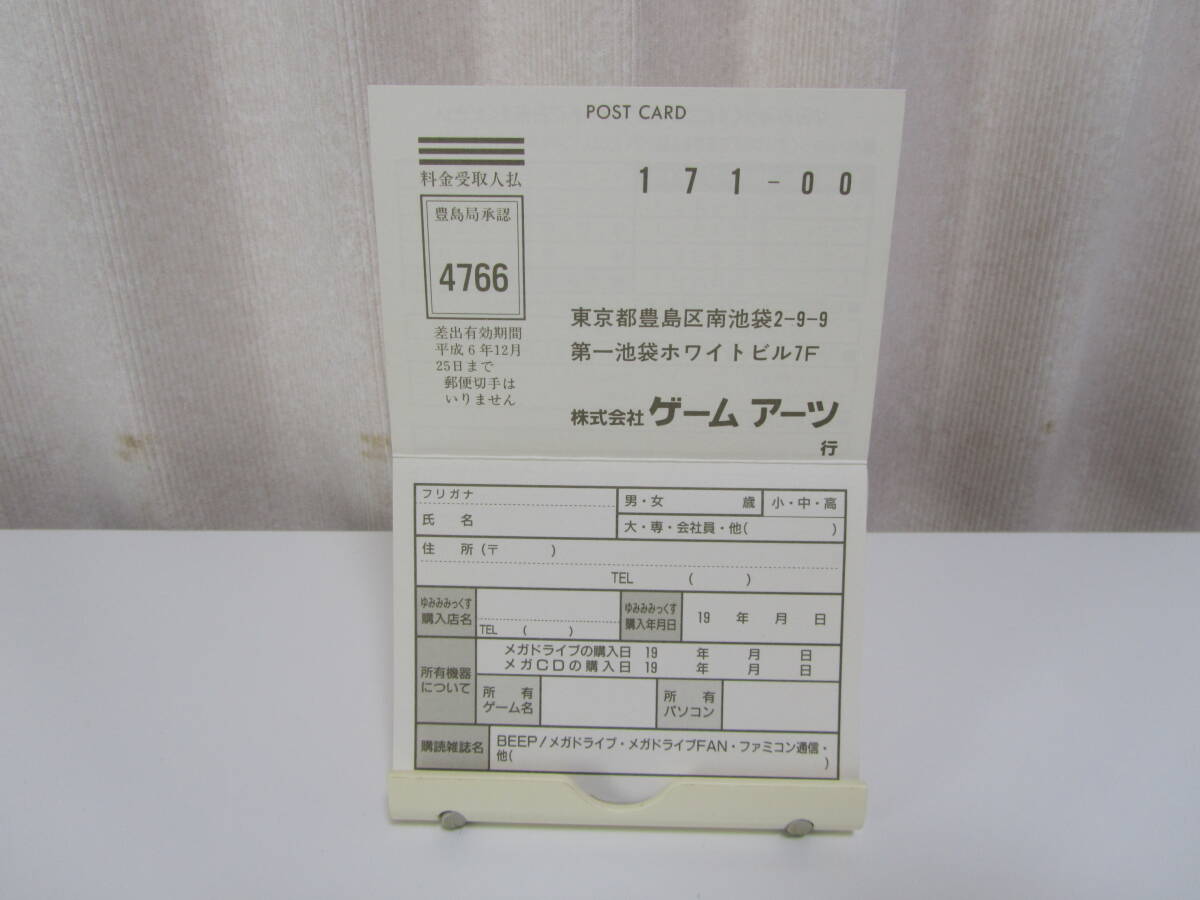 POST CARD
料金受取人払
171-00
豊島局承認
4766
差出有効期間
平成6年12月
25日まで
郵便切手は
いりません
東京都豊島区南池袋2-9-9
第一池袋ホワイトビル7F
株式会社 ゲーム アーツ
行
フリガナ
氏 名
男・女 歳
小・中・高
大・専・会社員・他( )
住 所 (〒 )
TEL ( )
ゆみみみっくす
購入店名
TEL ( )
ゆみみみっくす
購入年月日
19 年 月 日
所有機器
について
メガドライブの購入日 19 年 月 日
メガCDの購入日 19 年 月 日
所 有
ゲーム名
所 有
パソコン
購読雑誌名
BEEP/メガドライブ・メガドライブFAN・ファミコン通信・
他( )